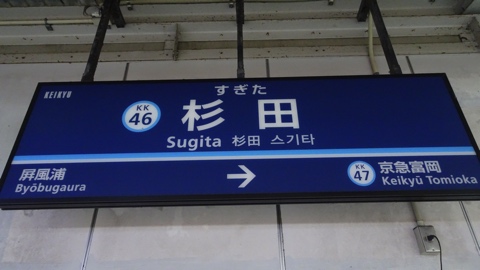 KEIKYU
すぎた
KK
46
杉田
Sugita 杉田 스기타
屏風浦
Byōbugaura
→
KK
47
京急富岡
Keikyū Tomioka